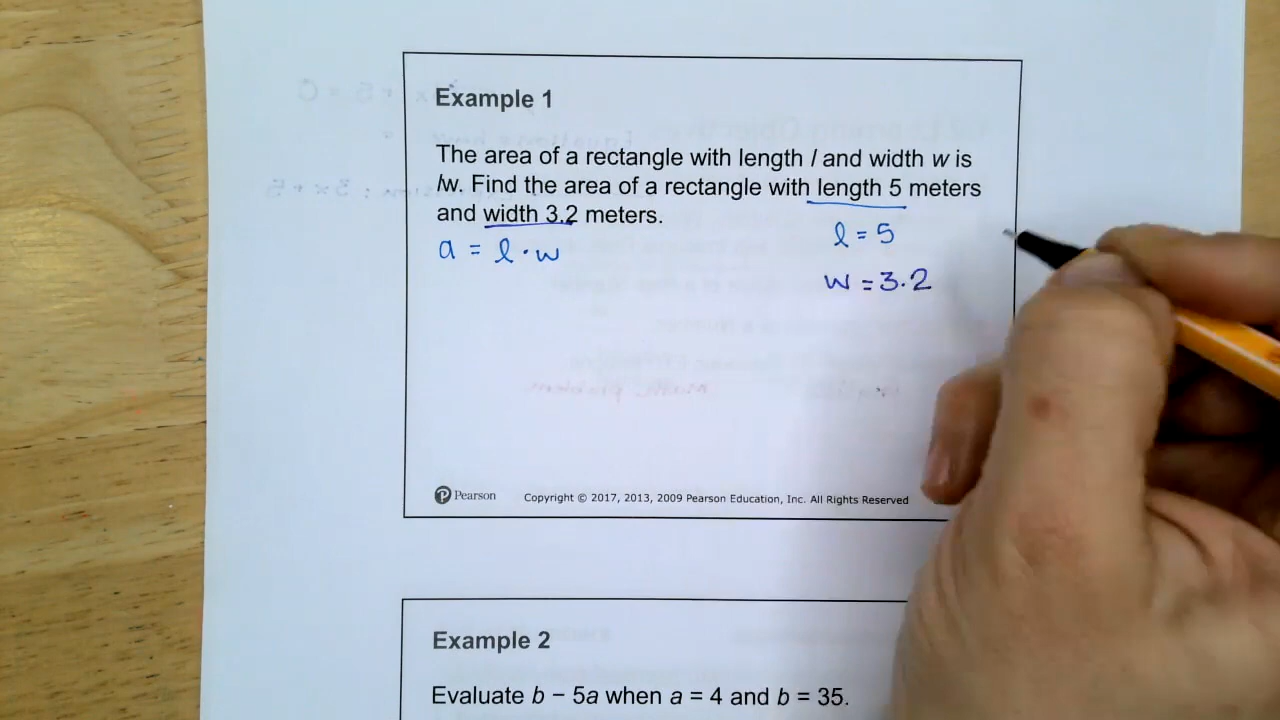 Example 1
The area of a rectangle with length l and width w is
lw. Find the area of a rectangle with length 5 meters
and width 3.2 meters.
a = l · w
l = 5
w = 3.2
Pearson
Copyright © 2017, 2013, 2009 Pearson Education, Inc. All Rights Reserved
Example 2
Evaluate b − 5a when a = 4 and b = 35.